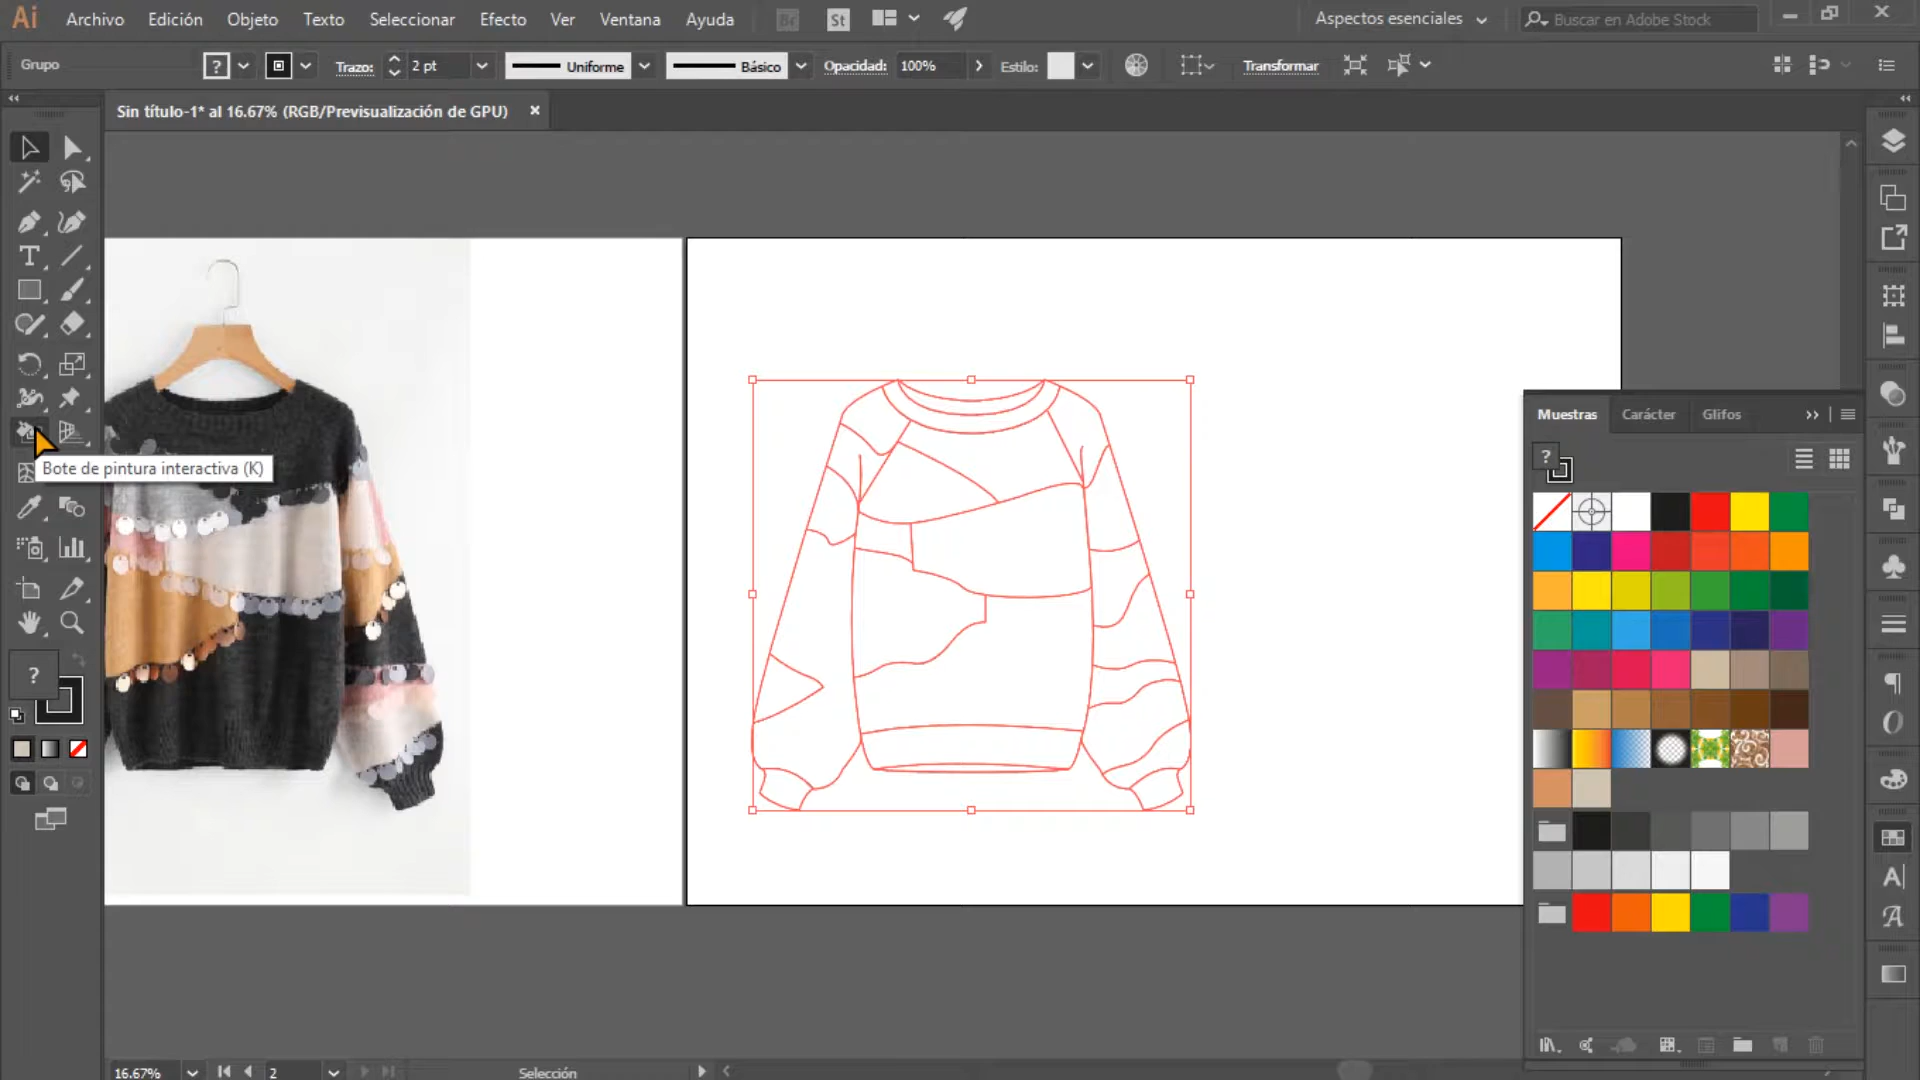 Ai Archivo Edición Objeto Texto Seleccionar Efecto Ver Ventana Ayuda Br St Aspectos esenciales Buscar en Adobe Stock
Grupo ? Trazo: 2 pt Uniforme Básico Opacidad: 100% Estilo: Transformar
Sin título-1* al 16.67% (RGB/Previsualización de GPU)
Muestras Carácter Glifos
?
Bote de pintura interactiva (K)
?
16.67% 2 Selección